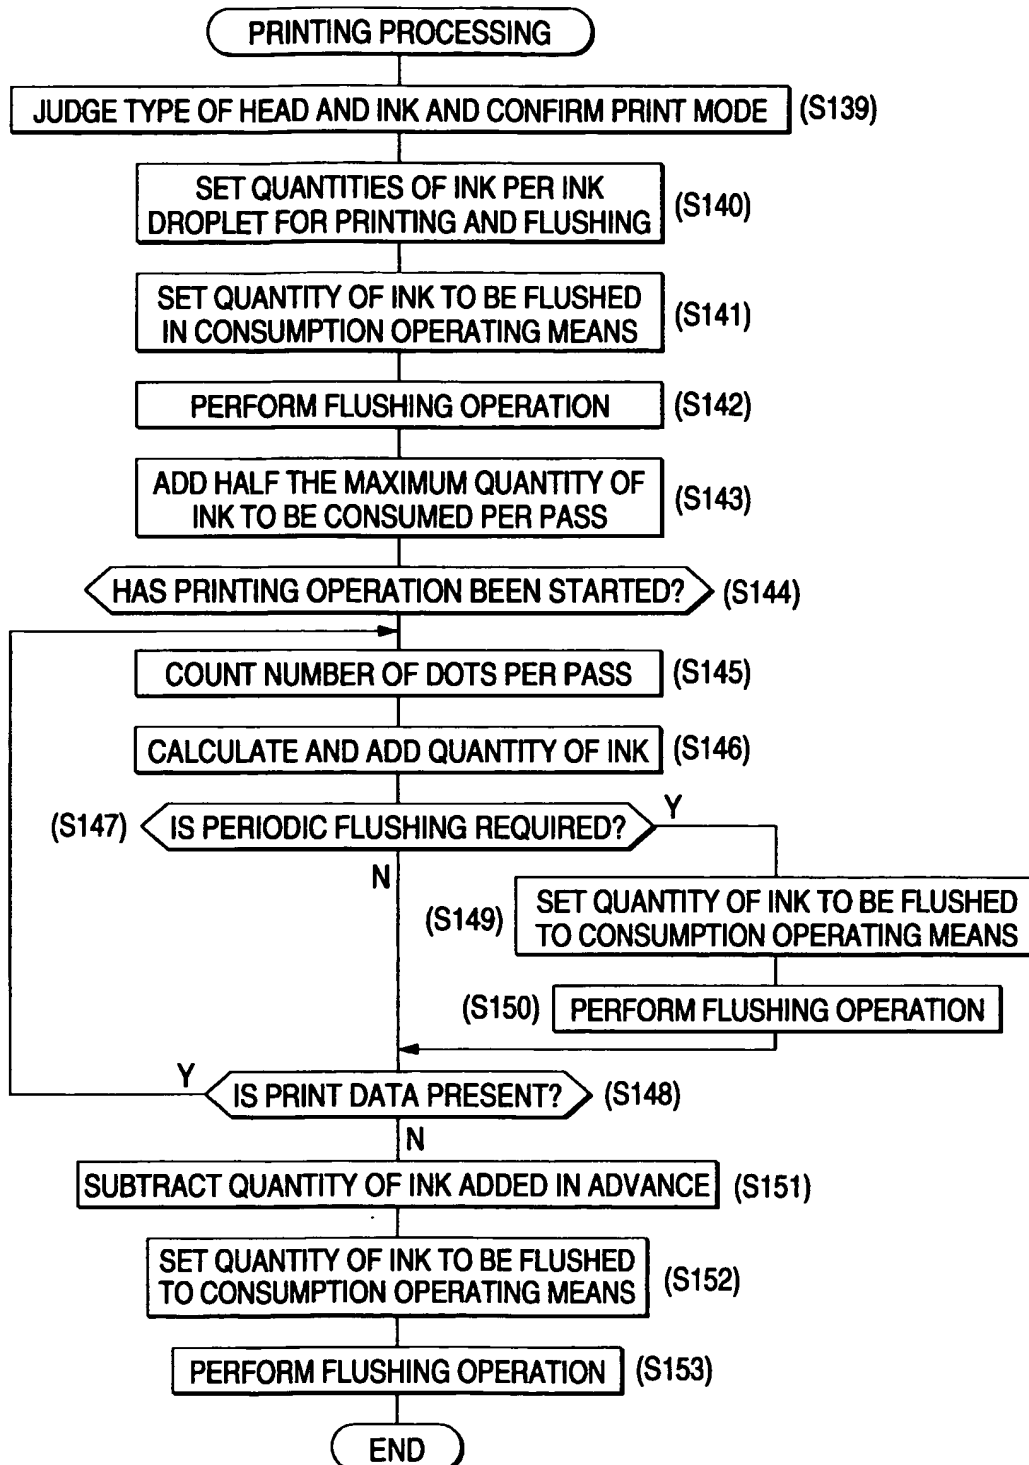 PRINTING PROCESSING
JUDGE TYPE OF HEAD AND INK AND CONFIRM PRINT MODE (S139)
SET QUANTITIES OF INK PER INK
DROPLET FOR PRINTING AND FLUSHING
(S140)
SET QUANTITY OF INK TO BE FLUSHED
IN CONSUMPTION OPERATING MEANS
(S141)
PERFORM FLUSHING OPERATION (S142)
ADD HALF THE MAXIMUM QUANTITY OF
INK TO BE CONSUMED PER PASS
(S143)
HAS PRINTING OPERATION BEEN STARTED? (S144)
COUNT NUMBER OF DOTS PER PASS (S145)
CALCULATE AND ADD QUANTITY OF INK (S146)
(S147) IS PERIODIC FLUSHING REQUIRED? Y
N
(S149)
SET QUANTITY OF INK TO BE FLUSHED
TO CONSUMPTION OPERATING MEANS
(S150) PERFORM FLUSHING OPERATION
Y
IS PRINT DATA PRESENT? (S148)
N
SUBTRACT QUANTITY OF INK ADDED IN ADVANCE (S151)
SET QUANTITY OF INK TO BE FLUSHED
TO CONSUMPTION OPERATING MEANS
(S152)
PERFORM FLUSHING OPERATION (S153)
END